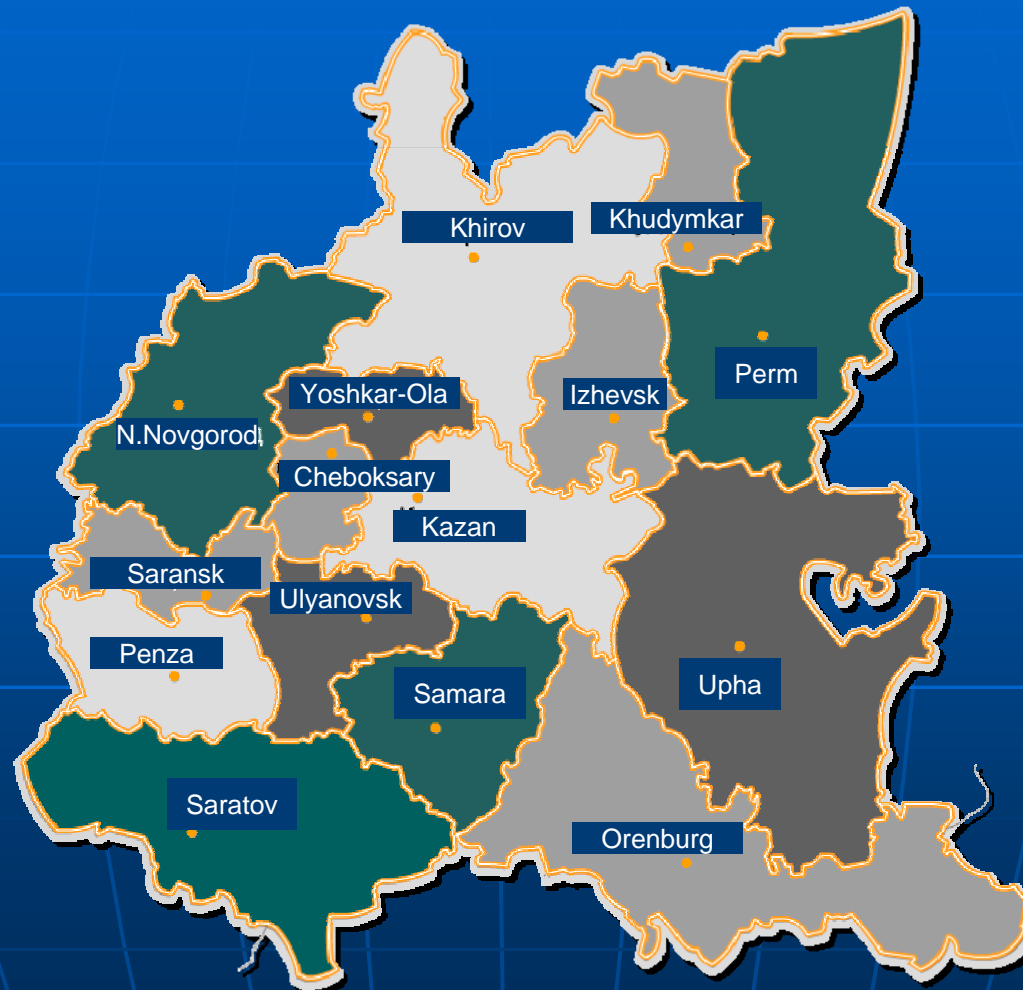 Khudymkar
Khirov
Perm
Yoshkar-Ola
Izhevsk
N.Novgorod
Cheboksary
Kazan
Saransk
Ulyanovsk
Penza
Upha
Samara
Saratov
Orenburg